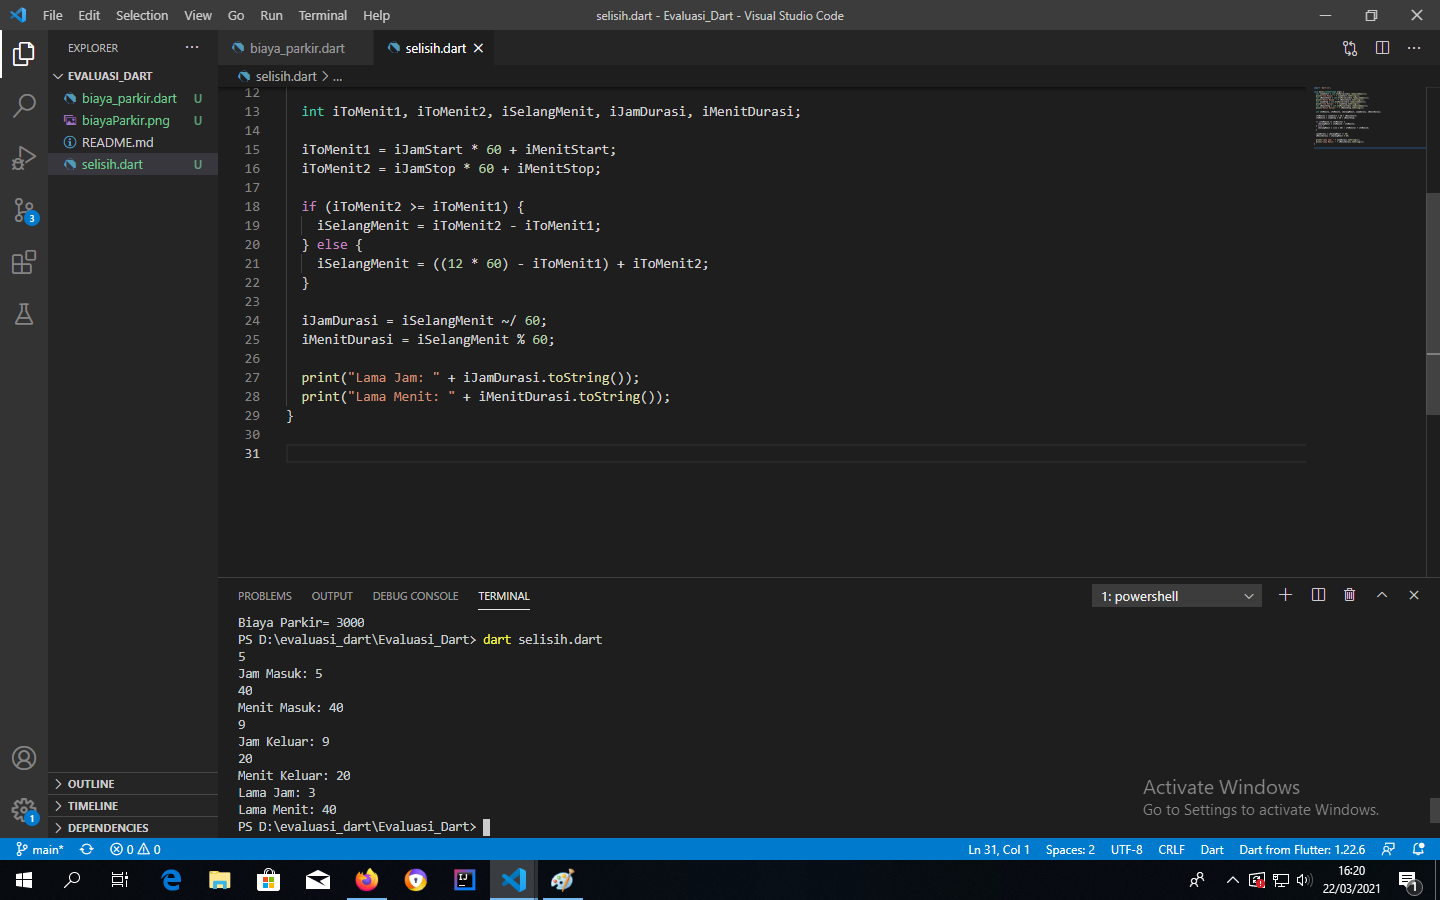 File Edit Selection View Go Run Terminal Help
selisih.dart - Evaluasi_Dart - Visual Studio Code
EXPLORER
EVALUASI_DART
biaya_parkir.dart U
biayaParkir.png U
README.md
selisih.dart U
OUTLINE
TIMELINE
DEPENDENCIES
3
1
biaya_parkir.dart
selisih.dart
selisih.dart > ...
12
13 int iToMenit1, iToMenit2, iSelangMenit, iJamDurasi, iMenitDurasi;
14
15 iToMenit1 = iJamStart * 60 + iMenitStart;
16 iToMenit2 = iJamStop * 60 + iMenitStop;
17
18 if (iToMenit2 >= iToMenit1) {
19 iSelangMenit = iToMenit2 - iToMenit1;
20 } else {
21 iSelangMenit = ((12 * 60) - iToMenit1) + iToMenit2;
22 }
23
24 iJamDurasi = iSelangMenit ~/ 60;
25 iMenitDurasi = iSelangMenit % 60;
26
27 print("Lama Jam: " + iJamDurasi.toString());
28 print("Lama Menit: " + iMenitDurasi.toString());
29 }
30
31
PROBLEMS OUTPUT DEBUG CONSOLE TERMINAL
1: powershell
Biaya Parkir= 3000
PS D:\evaluasi_dart\Evaluasi_Dart> dart selisih.dart
5
Jam Masuk: 5
40
Menit Masuk: 40
9
Jam Keluar: 9
20
Menit Keluar: 20
Lama Jam: 3
Lama Menit: 40
PS D:\evaluasi_dart\Evaluasi_Dart>
Activate Windows
Go to Settings to activate Windows.
main* 0 0
Ln 31, Col 1 Spaces: 2 UTF-8 CRLF Dart Dart from Flutter: 1.22.6
IJ
16:20
22/03/2021
1